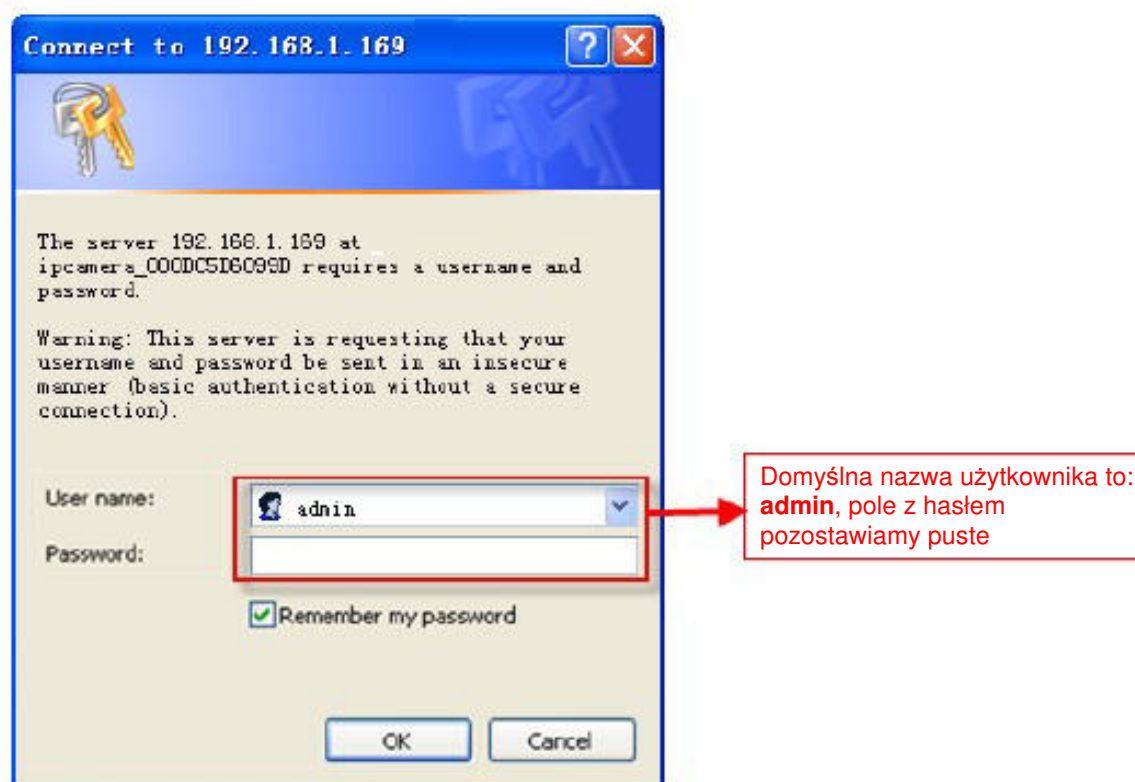 Connect to 192.168.1.169
The server 192.168.1.169 at
ipcamera_000DC5D6099D requires a username and
password.
Warning: This server is requesting that your
username and password be sent in an insecure
manner (basic authentication without a secure
connection).
User name:
admin
Password:
Remember my password
OK
Cancel
Domyślna nazwa użytkownika to:
admin, pole z hasłem
pozostawiamy puste